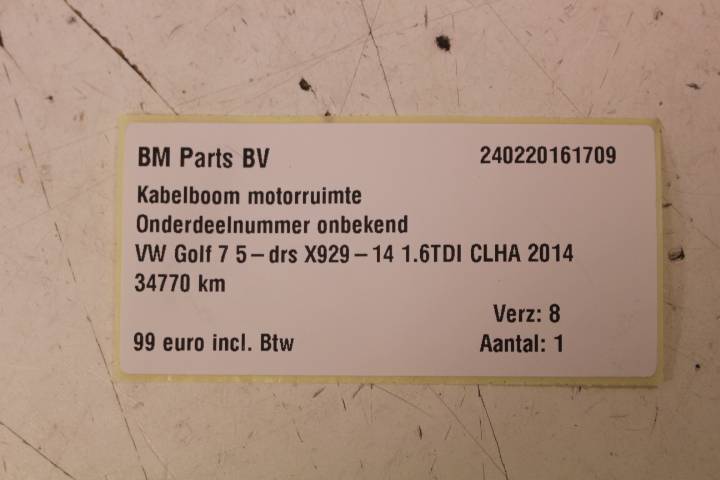 BM Parts BV 240220161709
Kabelboom motorruimte
Onderdeelnummer onbekend
VW Golf 7 5-drs X929-14 1.6TDI CLHA 2014
34770 km
Verz: 8
99 euro incl. Btw Aantal: 1